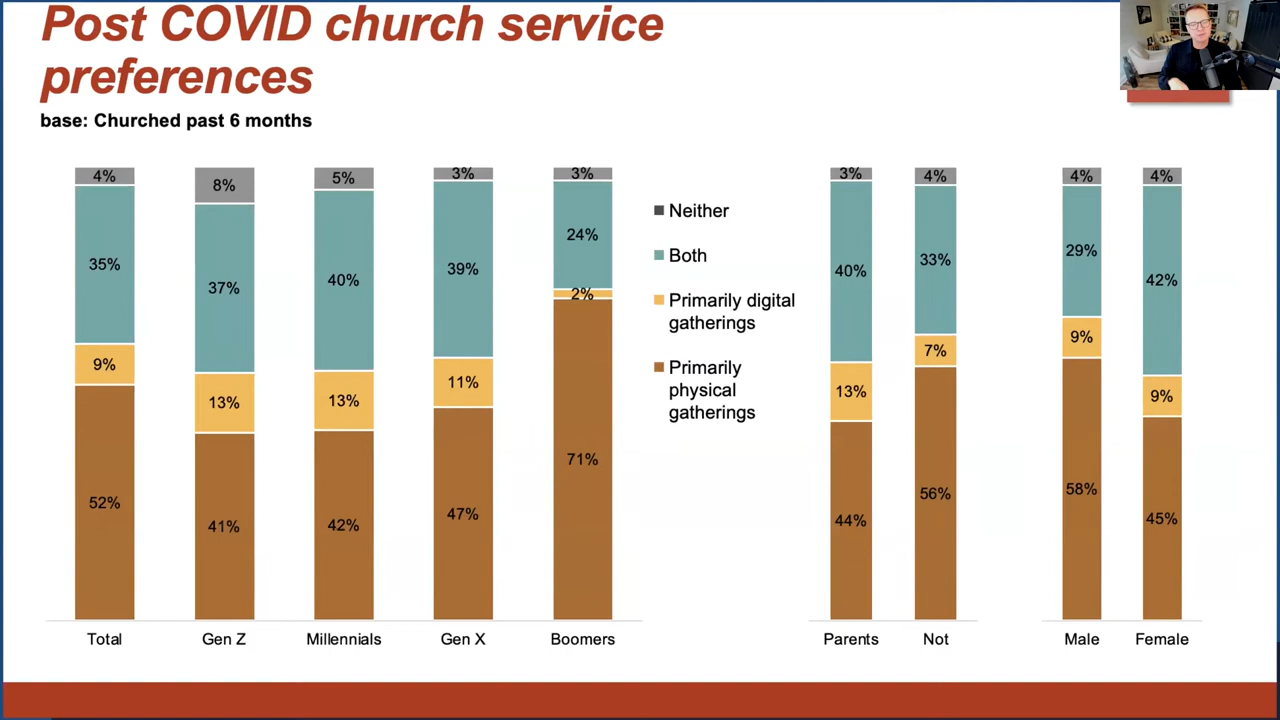 Post COVID church service
preferences
base: Churched past 6 months
4%
35%
9%
52%
Total
8%
37%
13%
41%
Gen Z
5%
40%
13%
42%
Millennials
3%
39%
11%
47%
Gen X
3%
24%
2%
71%
Boomers
Neither
Both
Primarily digital
gatherings
Primarily
physical
gatherings
3%
40%
13%
44%
Parents
4%
33%
7%
56%
Not
4%
29%
9%
58%
Male
4%
42%
9%
45%
Female